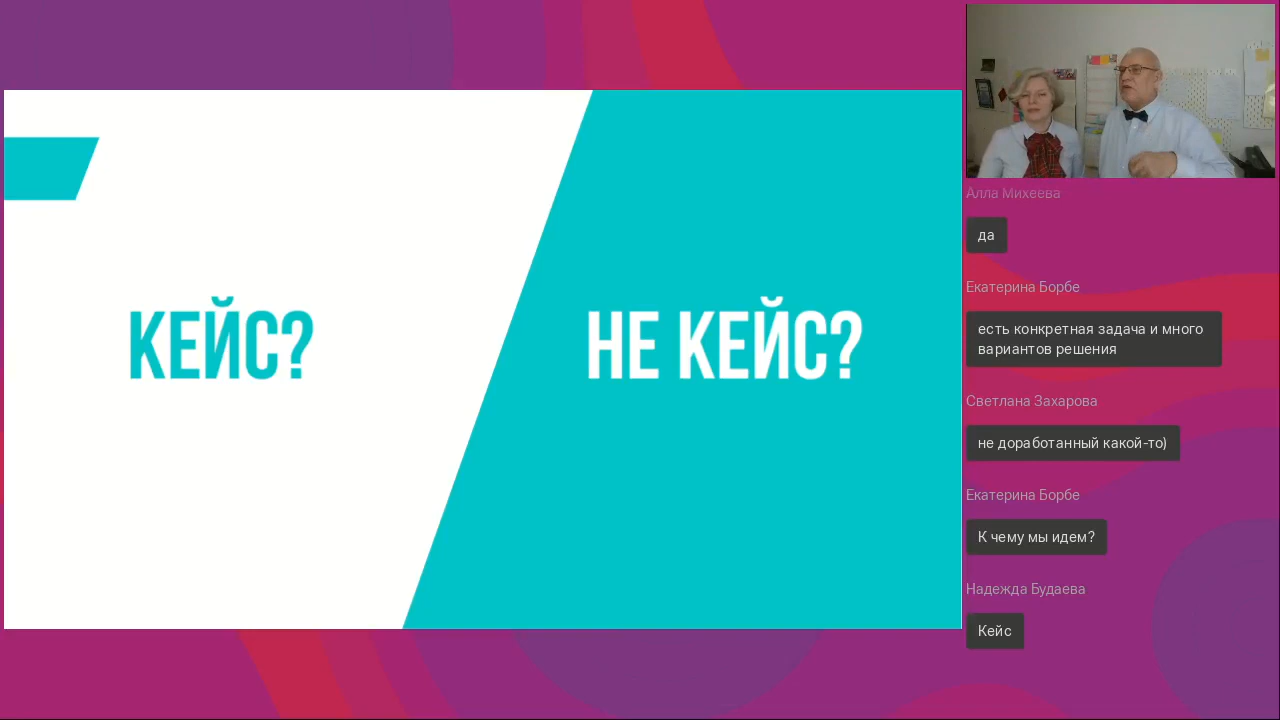 КЕЙС?
НЕ КЕЙС?
Алла Михеева
да
Екатерина Борбе
есть конкретная задача и много
вариантов решения
Светлана Захарова
не доработанный какой-то)
Екатерина Борбе
К чему мы идем?
Надежда Будаева
Кейс